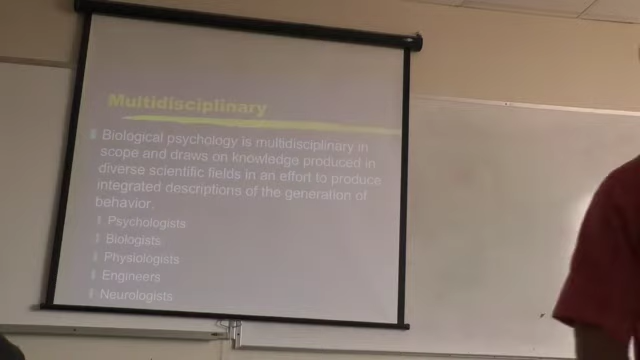 Multidisciplinary
Biological psychology is multidisciplinary in
scope and draws on knowledge produced in
diverse scientific fields in an effort to produce
integrated descriptions of the generation of
behavior.
Psychologists
Biologists
Physiologists
Engineers
Neurologists